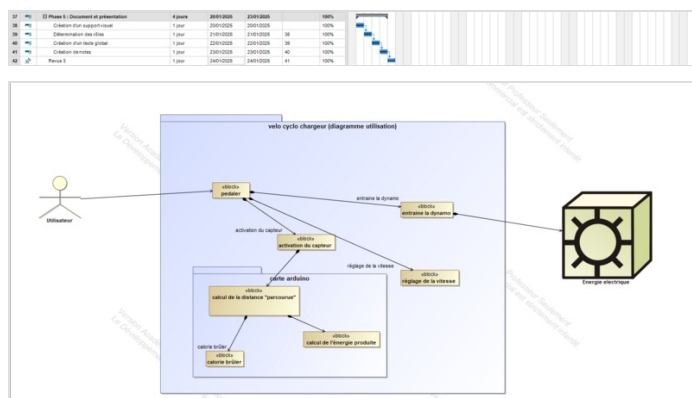 37 Phase 5 : Document et présentation 4 jours 20/01/2025 23/01/2025 100%
38 Création d'un support visuel 1 jour 20/01/2025 20/01/2025 100%
39 Détermination des rôles 1 jour 21/01/2025 21/01/2025 38 100%
40 Création d'un texte global 1 jour 22/01/2025 22/01/2025 39 100%
41 Création de notes 1 jour 23/01/2025 23/01/2025 40 100%
42 Revue 3 1 jour 24/01/2025 24/01/2025 41 100%
velo cyclo chargeur (diagramme utilisation)
«block»
pedaler
Utilisateur
entraine la dynamo
«block»
entraine la dynamo
activation du capteur
«block»
activation du capteur
réglage de la vitesse
«block»
réglage de la vitesse
Energie electrique
carte arduino
«block»
calcul de la distance "parcourue"
«block»
calcul de l'énergie produite
calorie brûler
«block»
calorie brûler